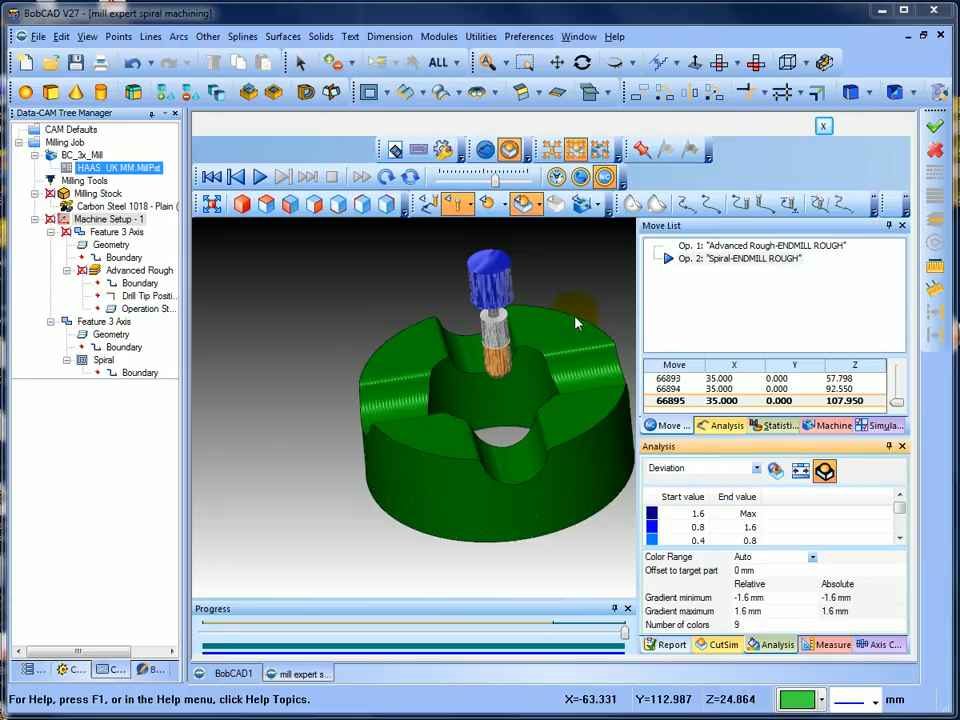 BobCAD V27 - [mill expert spiral machining]
File Edit View Points Lines Arcs Other Splines Surfaces Solids Text Dimension Modules Utilities Preferences Window Help
ALL
Data-CAM Tree Manager
CAM Defaults
Milling Job
BC_3x_Mill
HAAS_UK MM.MillPst
Milling Tools
Milling Stock
Carbon Steel 1018 - Plain (
Machine Setup - 1
Feature 3 Axis
Geometry
Boundary
Advanced Rough
Boundary
Drill Tip Positi...
Operation St
Feature 3 Axis
Geometry
Boundary
Spiral
Boundary
X
NC
Move List
Op. 1: "Advanced Rough-ENDMILL ROUGH"
Op. 2: "Spiral-ENDMILL ROUGH"
Move X Y Z
66893 35.000 0.000 57.798
66894 35.000 0.000 92.550
66895 35.000 0.000 107.950
NC Move ... Analysis Statisti... Machine Simula...
Analysis
Deviation
Start value End value
1.6 Max
0.8 1.6
0.4 0.8
Color Range Auto
Offset to target part 0 mm
Relative Absolute
Gradient minimum -1.6 mm -1.6 mm
Gradient maximum 1.6 mm 1.6 mm
Number of colors 9
Report CutSim Analysis Measure Axis C...
Progress
... C... C... B...
BobCAD1 mill expert s...
For Help, press F1, or in the Help menu, click Help Topics. X=-63.331 Y=112.987 Z=24.864 mm